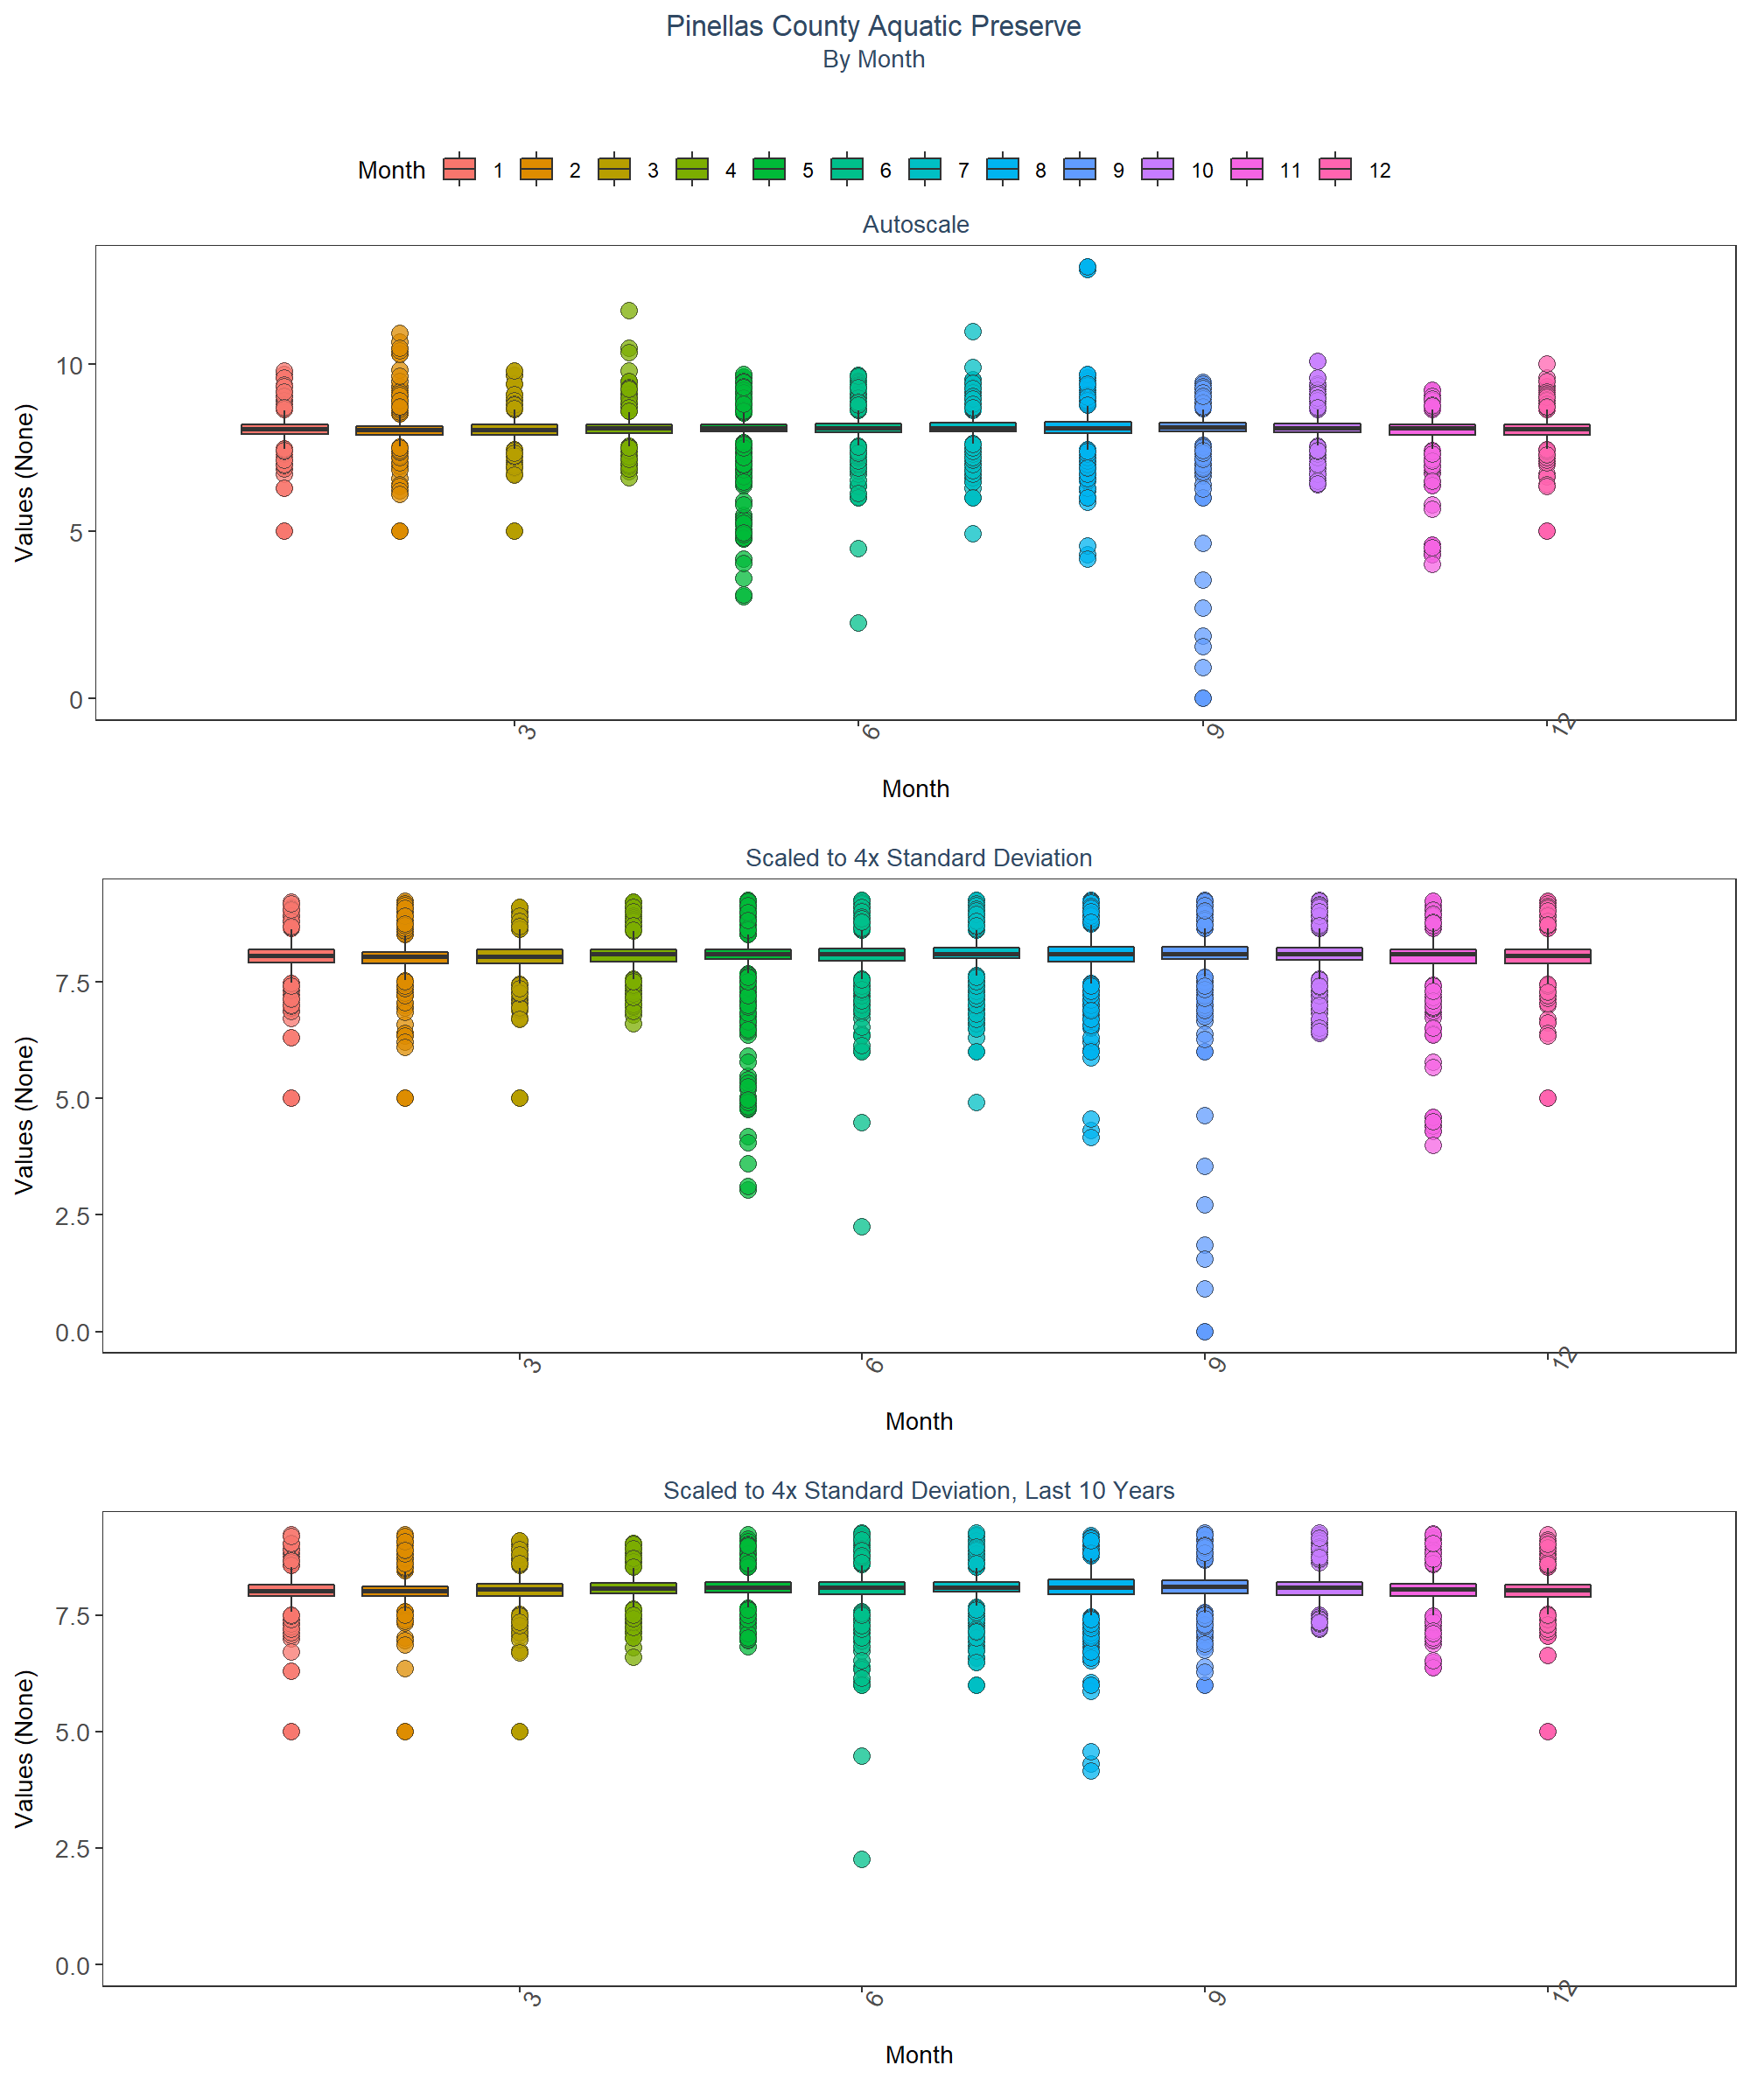 Pinellas County Aquatic Preserve
By Month
Month 1 2 3 4 5 6 7 8 9 10 11 12
Autoscale
Values (None)
10
5
0
3 6 9 12
Month
Scaled to 4x Standard Deviation
Values (None)
7.5
5.0
2.5
0.0
3 6 9 12
Month
Scaled to 4x Standard Deviation, Last 10 Years
Values (None)
7.5
5.0
2.5
0.0
3 6 9 12
Month